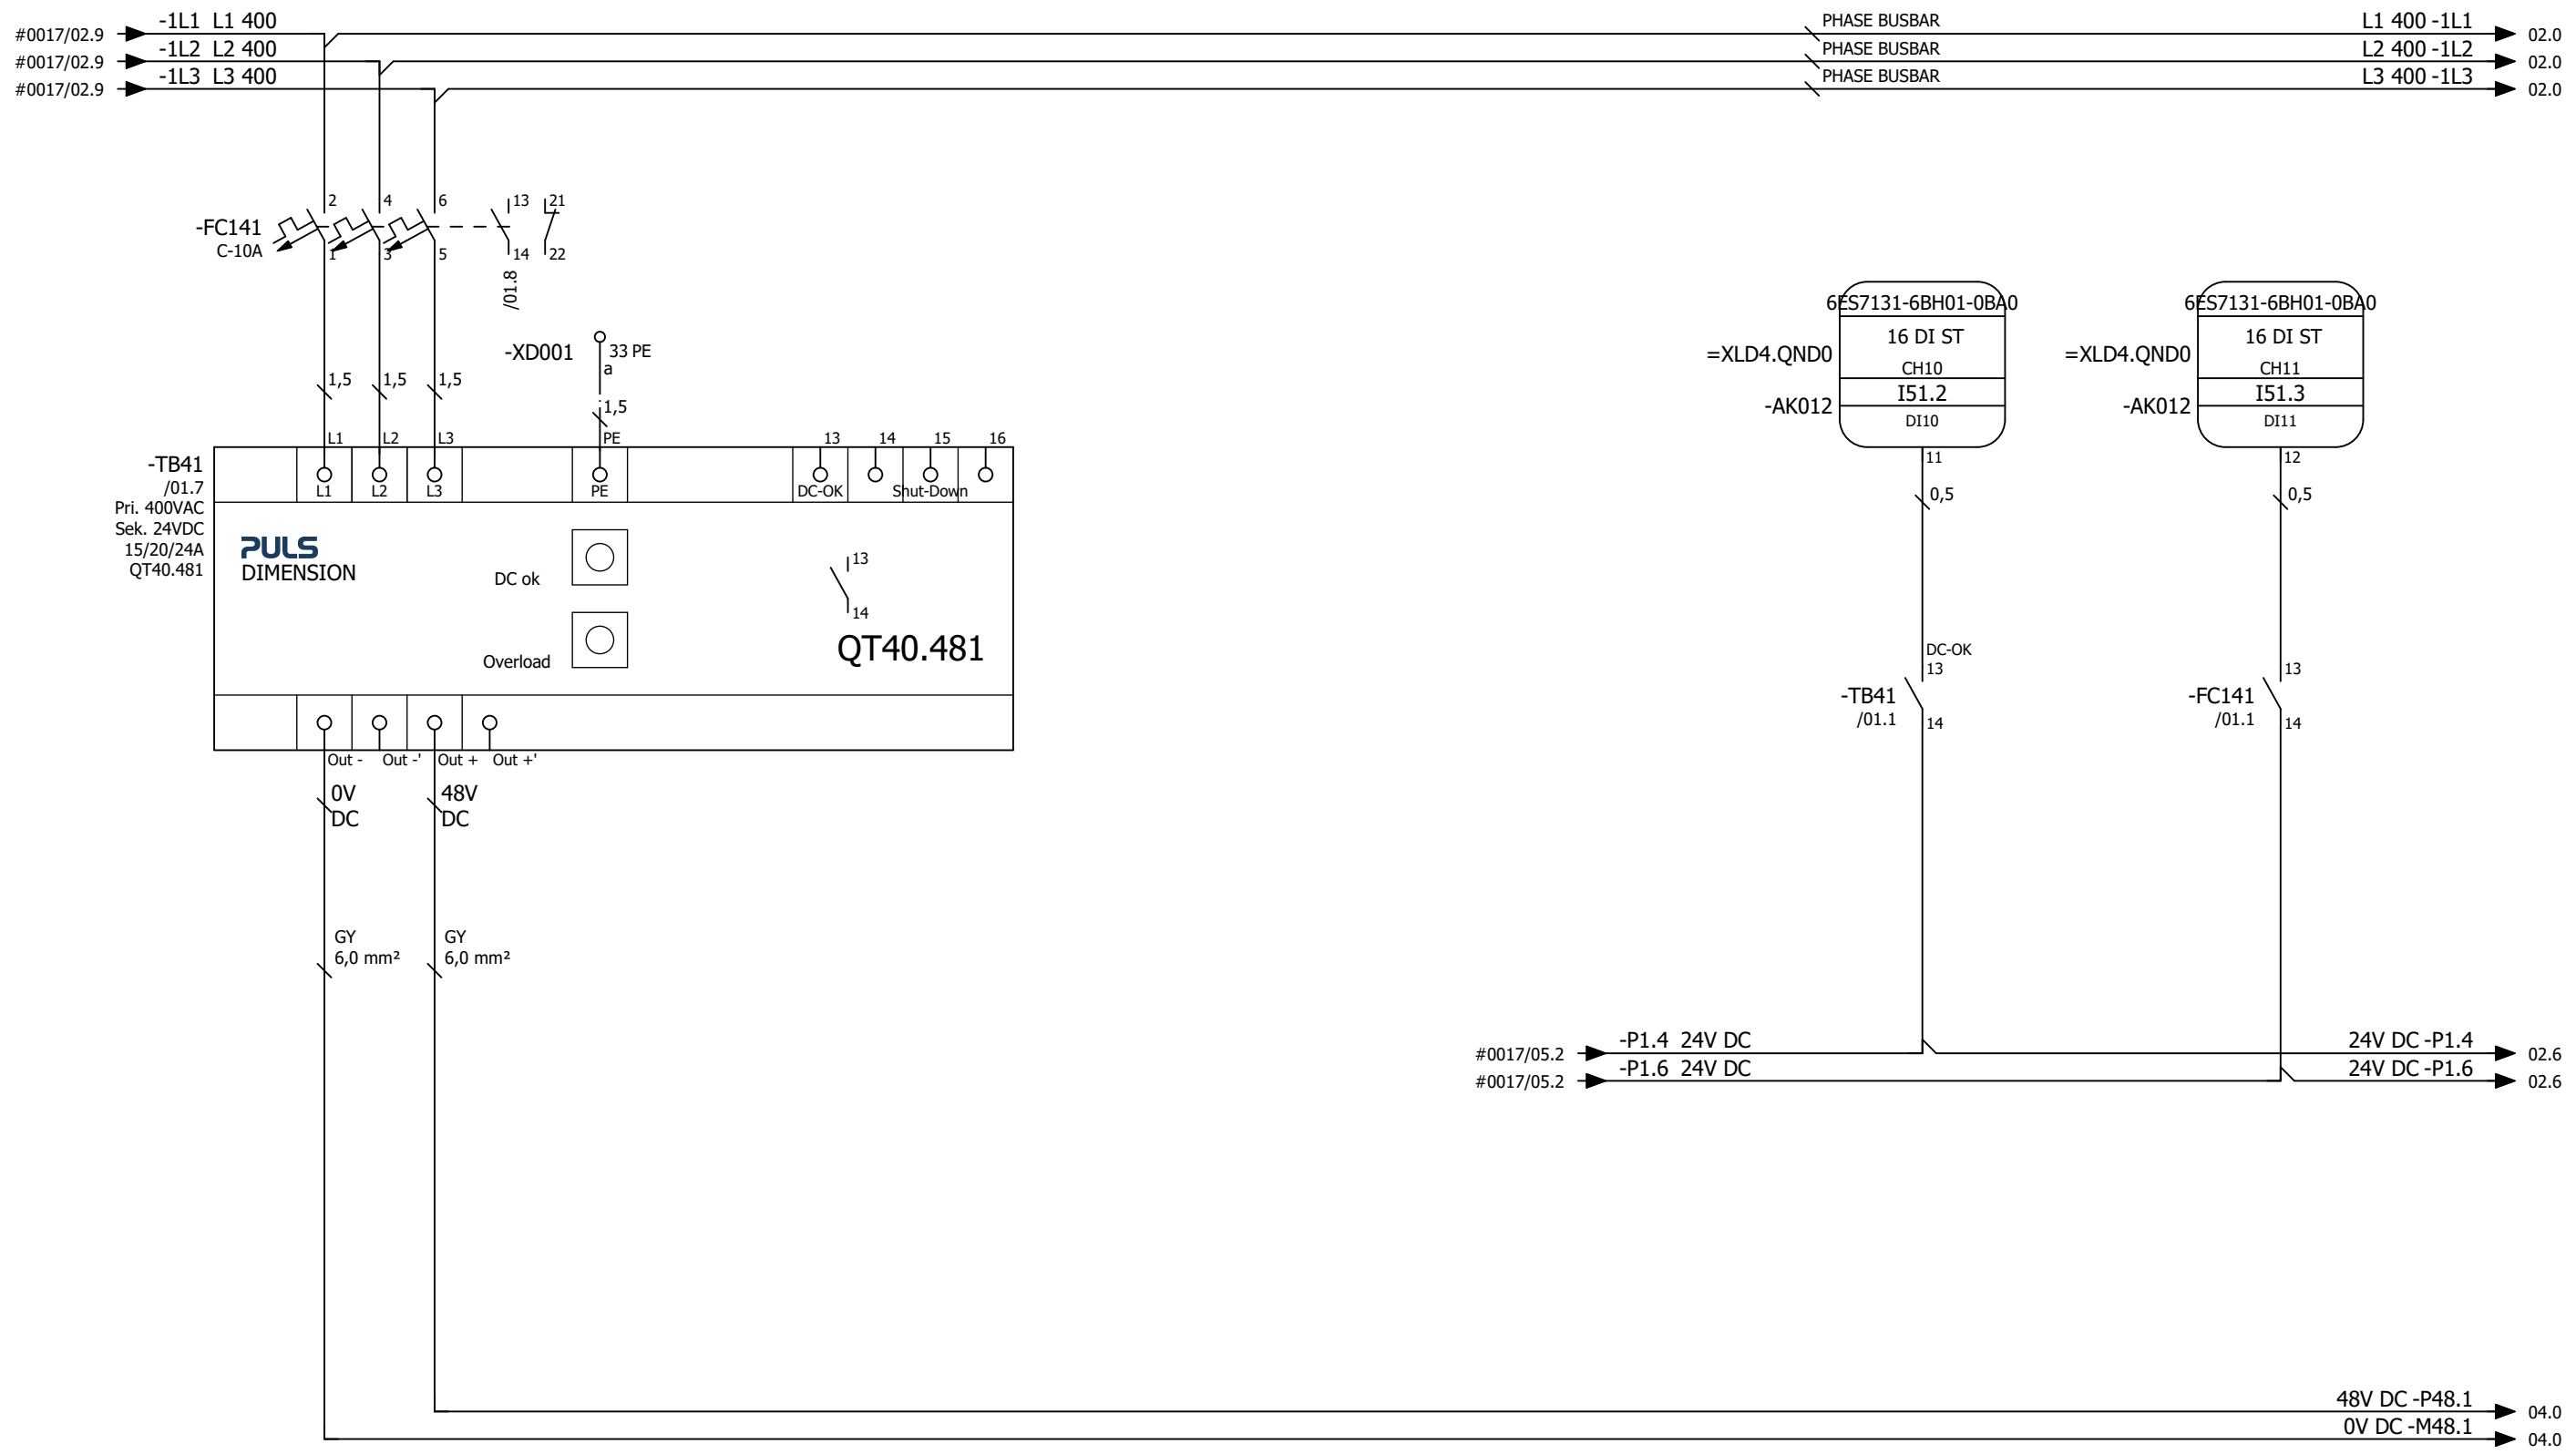 -1L1 L1 400
PHASE BUSBAR
L1 400 -1L1
#0017/02.9
02.0
-1L2 L2 400
PHASE BUSBAR
L2 400 -1L2
#0017/02.9
02.0
-1L3 L3 400
PHASE BUSBAR
L3 400 -1L3
#0017/02.9
02.0
2
4
6
13
21
-FC141
C-10A
1
3
5
14
22
/01.8
-XD001
33 PE
a
1,5
1,5
1,5
1,5
6ES7131-6BH01-0BA0
16 DI ST
=XLD4.QND0
CH10
I51.2
-AK012
DI10
11
0,5
6ES7131-6BH01-0BA0
16 DI ST
=XLD4.QND0
CH11
I51.3
-AK012
DI11
12
0,5
L1
L2
L3
PE
13
14
15
16
-TB41
/01.7
Pri. 400VAC
Sek. 24VDC
15/20/24A
QT40.481
L1
L2
L3
PE
DC-OK
Shut-Down
PULS
DIMENSION
DC ok
Overload
13
14
QT40.481
DC-OK
13
-TB41
/01.1
14
13
-FC141
/01.1
14
Out -
Out -'
Out +
Out +'
0V
DC
48V
DC
GY
6,0 mm²
GY
6,0 mm²
-P1.4 24V DC
24V DC -P1.4
#0017/05.2
02.6
-P1.6 24V DC
24V DC -P1.6
#0017/05.2
02.6
48V DC -P48.1
04.0
0V DC -M48.1
04.0